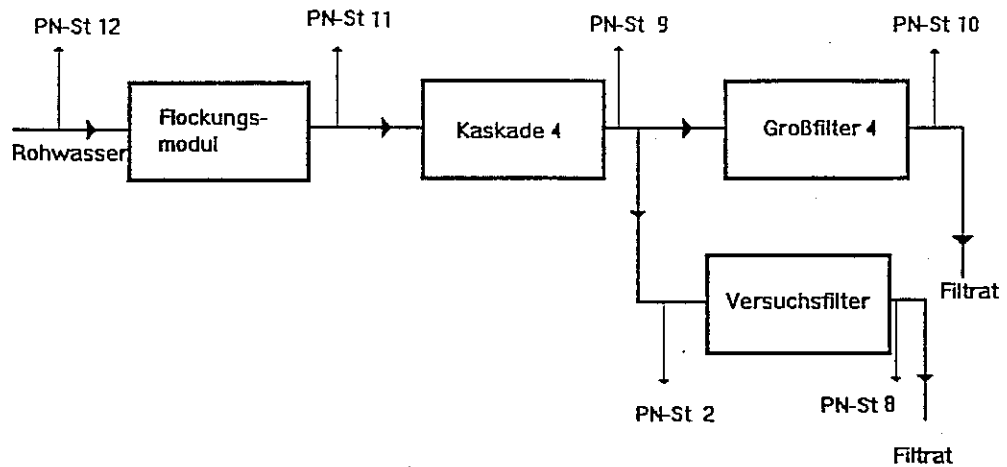 PN-St 12
PN-St 11
PN-St 9
PN-St 10
Rohwasser
Flockungs-
modul
Kaskade 4
Großfilter 4
Filtrat
Versuchsfilter
PN-St 2
PN-St 8
Filtrat